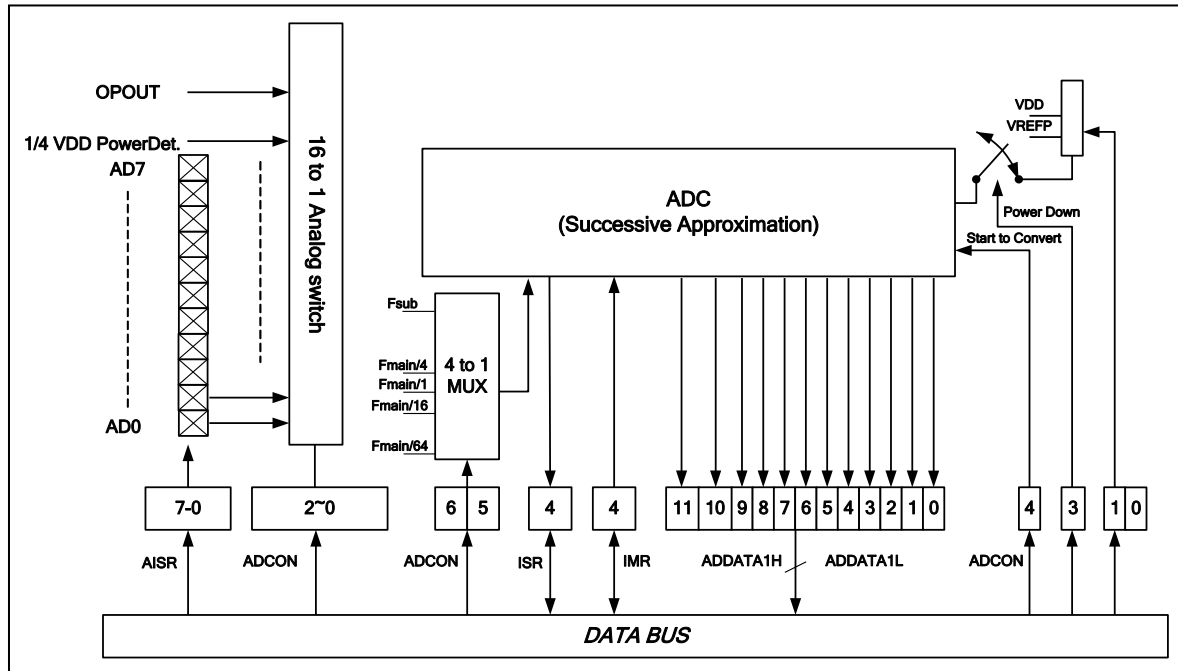 OPOUT
1/4 VDD PowerDet.
AD7
AD0
16 to 1 Analog switch
ADC
(Successive Approximation)
VDD
VREFP
Power Down
Start to Convert
Fsub
Fmain/4
Fmain/1
Fmain/16
Fmain/64
4 to 1
MUX
7-0
2~0
6 5
4
4
11 10 9 8 7 6 5 4 3 2 1 0
4
3
1 0
AISR
ADCON
ADCON
ISR
IMR
ADDATA1H
ADDATA1L
ADCON
DATA BUS